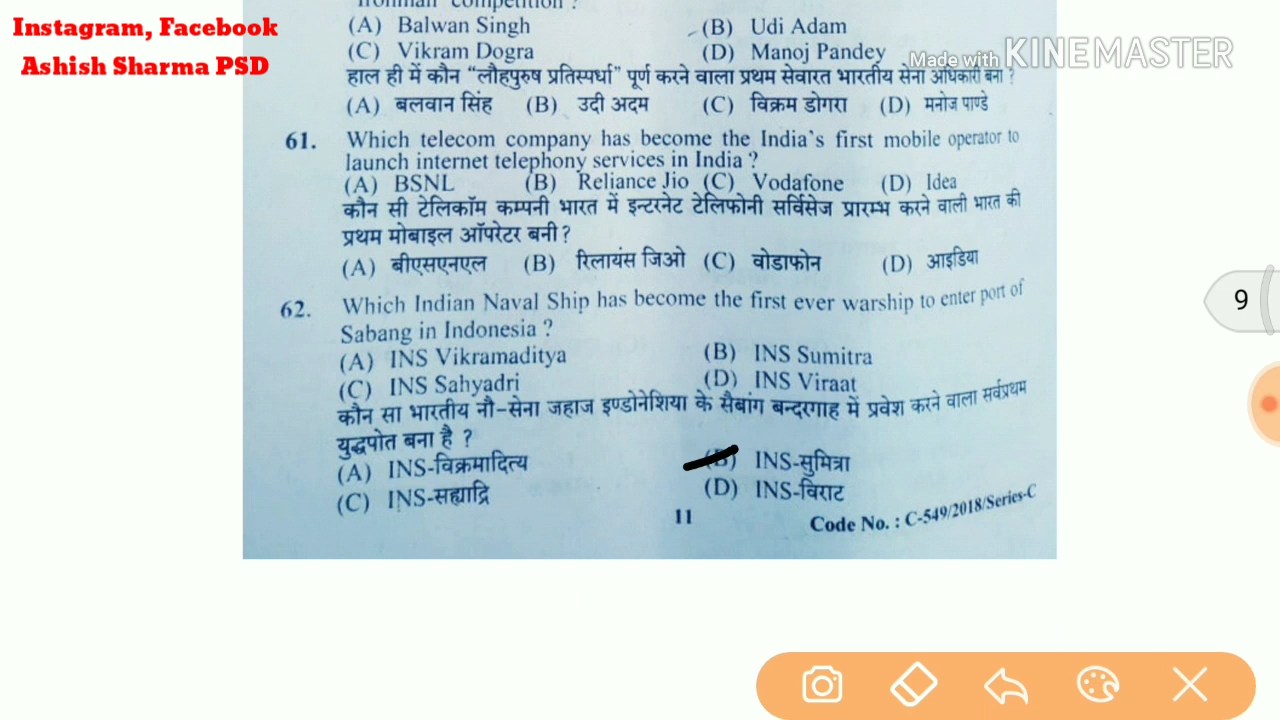 Instagram, Facebook
Ashish Sharma PSD
Made with KINEMASTER
competition ?
(A) Balwan Singh (B) Udi Adam
(C) Vikram Dogra (D) Manoj Pandey
हाल ही में कौन “लौहपुरुष प्रतिस्पर्धा” पूर्ण करने वाला प्रथम सेवारत भारतीय सेना अधिकारी बना ?
(A) बलवान सिंह (B) उदी अदम (C) विक्रम डोगरा (D) मनोज पाण्डे
61. Which telecom company has become the India's first mobile operator to
launch internet telephony services in India ?
(A) BSNL (B) Reliance Jio (C) Vodafone (D) Idea
कौन सी टेलिकॉम कम्पनी भारत में इन्टरनेट टेलिफोनी सर्विसेज प्रारम्भ करने वाली भारत की
प्रथम मोबाइल ऑपरेटर बनी ?
(A) बीएसएनएल (B) रिलायंस जिओ (C) वोडाफोन (D) आइडिया
62. Which Indian Naval Ship has become the first ever warship to enter port of
Sabang in Indonesia ?
(A) INS Vikramaditya (B) INS Sumitra
(C) INS Sahyadri (D) INS Viraat
कौन सा भारतीय नौ-सेना जहाज इण्डोनेशिया के सैबांग बन्दरगाह में प्रवेश करने वाला सर्वप्रथम
युद्धपोत बना है ?
(A) INS-विक्रमादित्य (B) INS-सुमित्रा
(C) INS-सह्याद्रि (D) INS-विराट
11
Code No. : C-549/2018/Series-C
9